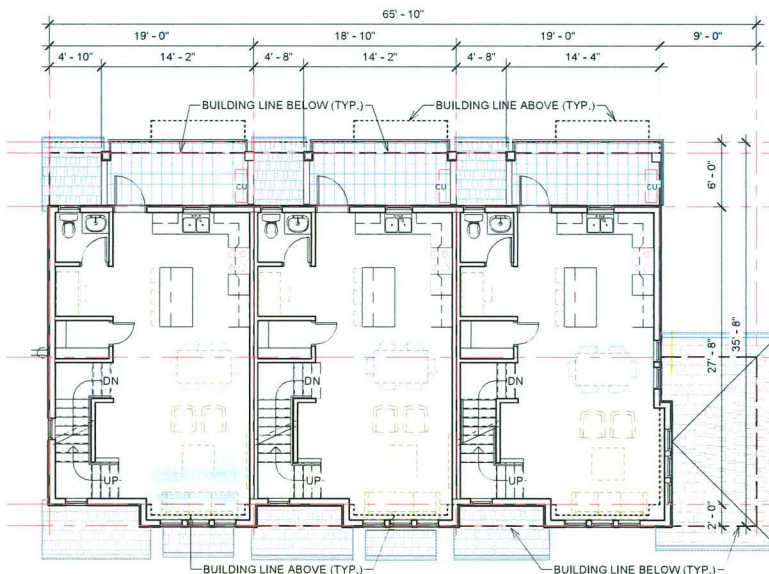 65' - 10"
19' - 0" 18' - 10" 19' - 0" 9' - 0"
4' - 10" 14' - 2" 4' - 8" 14' - 2" 4' - 8" 14' - 4"
BUILDING LINE BELOW (TYP.) BUILDING LINE ABOVE (TYP.)
6' - 0"
CU CU CU
35' - 8"
27' - 8"
DN DN DN
UP UP UP
2' - 0"
BUILDING LINE ABOVE (TYP.) BUILDING LINE BELOW (TYP.)